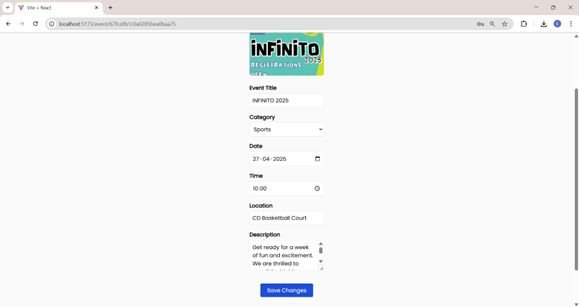 Vite + React
localhost:5173/event/67fca9b1c0a0285bea0baa75
INFINITO
2025
REGISTRATIONS
OPEN
Event Title
INFINITO 2025
Category
Sports
Date
27-04-2025
Time
10:00
Location
CD Basketball Court
Description
Get ready for a week
of fun and excitement.
We are thrilled to
Save Changes